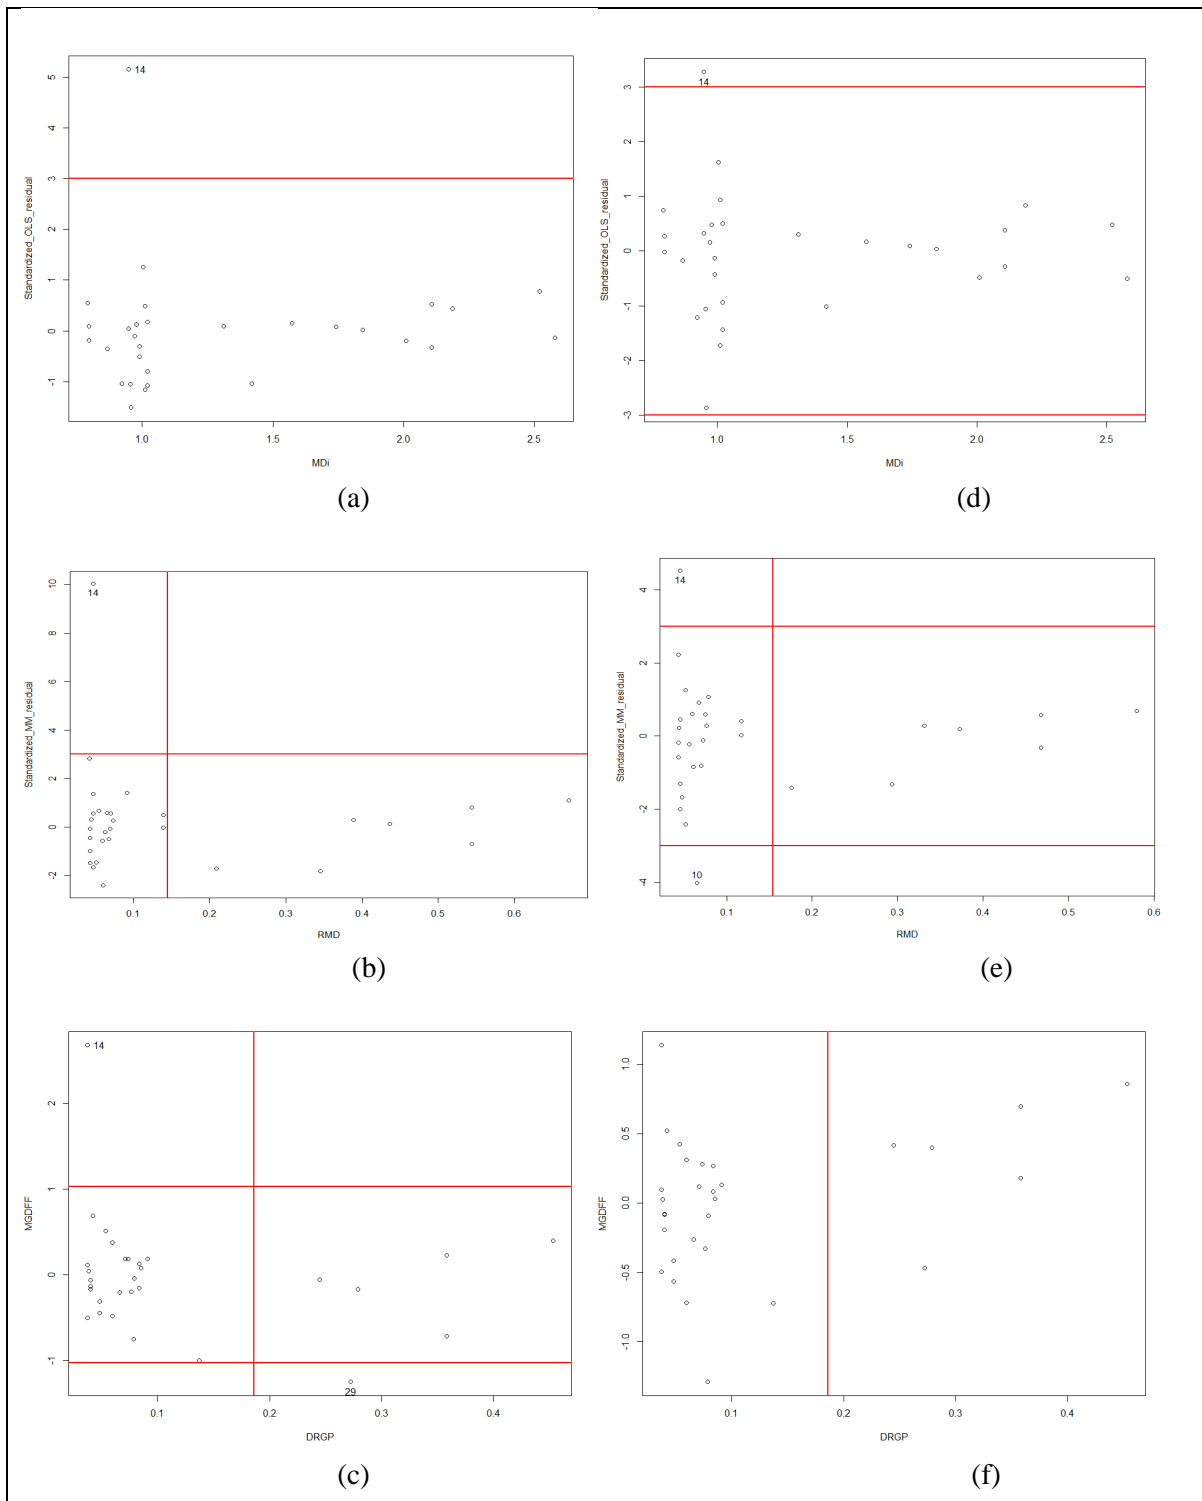 5
4
3
2
1
0
-1
Standardized_OLS_residual
14
1.0 1.5 2.0 2.5
MDi
(a)
3
2
1
0
-1
-2
-3
Standardized_OLS_residual
14
1.0 1.5 2.0 2.5
MDi
(d)
10
8
6
4
2
0
-2
Standardized_MM_residual
14
0.1 0.2 0.3 0.4 0.5 0.6
RMD
(b)
4
2
0
-2
-4
Standardized_MM_residual
14
10
0.1 0.2 0.3 0.4 0.5 0.6
RMD
(e)
2
1
0
-1
MGDFF
14
29
0.1 0.2 0.3 0.4
DRGP
(c)
1.0
0.5
0.0
-0.5
-1.0
MGDFF
0.1 0.2 0.3 0.4
DRGP
(f)